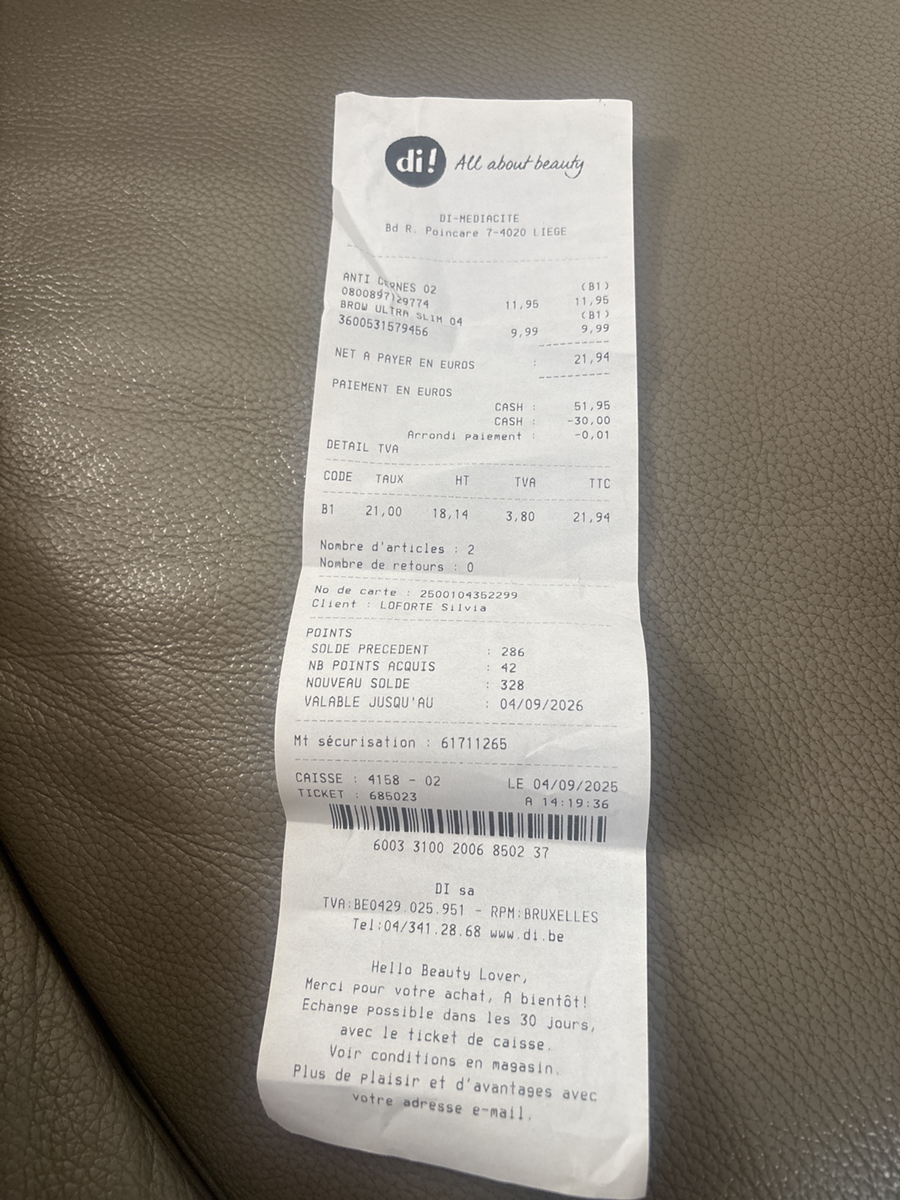 di! All about beauty
DI-MEDIACITE
Bd R. Poincare 7-4020 LIEGE
ANTI CERNES 02 (B1)
0800897129774 11,95 11,95
BROW ULTRA SLIM 04 (B1)
3600531579456 9,99 9,99
NET A PAYER EN EUROS : 21,94
PAIEMENT EN EUROS
CASH : 51,95
CASH : -30,00
Arrondi paiement : -0,01
DETAIL TVA
CODE TAUX HT TVA TTC
B1 21,00 18,14 3,80 21,94
Nombre d'articles : 2
Nombre de retours : 0
No de carte : 2500104352299
Client : LOFORTE Silvia
POINTS
SOLDE PRECEDENT : 286
NB POINTS ACQUIS : 42
NOUVEAU SOLDE : 328
VALABLE JUSQU'AU : 04/09/2026
Mt sécurisation : 61711265
CAISSE : 4158 - 02 LE 04/09/2025
TICKET : 685023 A 14:19:36
6003 3100 2006 8502 37
DI sa
TVA:BE0429.025.951 - RPM:BRUXELLES
Tel:04/341.28.68 www.di.be
Hello Beauty Lover,
Merci pour votre achat, A bientôt!
Echange possible dans les 30 jours,
avec le ticket de caisse.
Voir conditions en magasin.
Plus de plaisir et d'avantages avec
votre adresse e-mail.